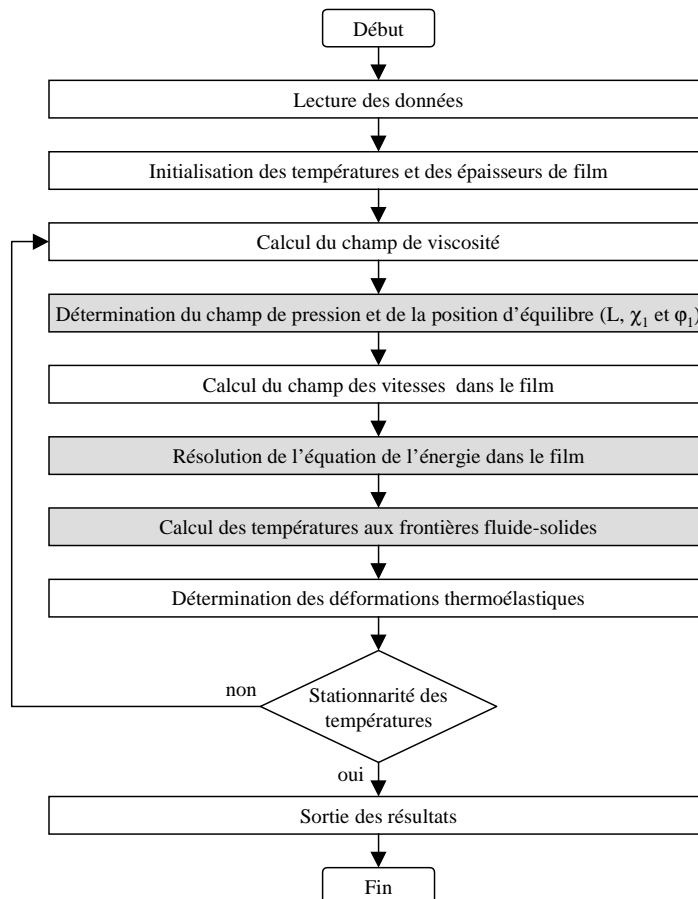 Début
Lecture des données
Initialisation des températures et des épaisseurs de film
Calcul du champ de viscosité
Détermination du champ de pression et de la position d’équilibre (L, χ₁ et φ₁)
Calcul du champ des vitesses dans le film
Résolution de l’équation de l’énergie dans le film
Calcul des températures aux frontières fluide-solides
Détermination des déformations thermoélastiques
non
Stationnarité des
températures
oui
Sortie des résultats
Fin